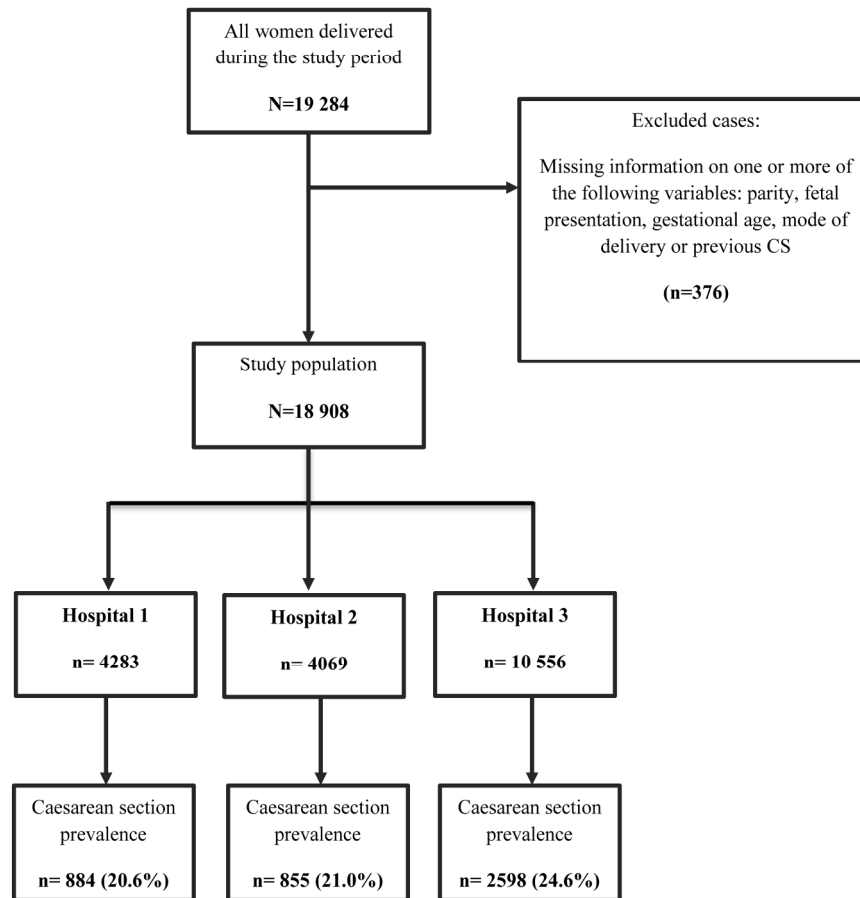 All women delivered
during the study period
N=19 284
Excluded cases:
Missing information on one or more of
the following variables: parity, fetal
presentation, gestational age, mode of
delivery or previous CS
(n=376)
Study population
N=18 908
Hospital 1
n= 4283
Hospital 2
n= 4069
Hospital 3
n= 10 556
Caesarean section
prevalence
n= 884 (20.6%)
Caesarean section
prevalence
n= 855 (21.0%)
Caesarean section
prevalence
n= 2598 (24.6%)